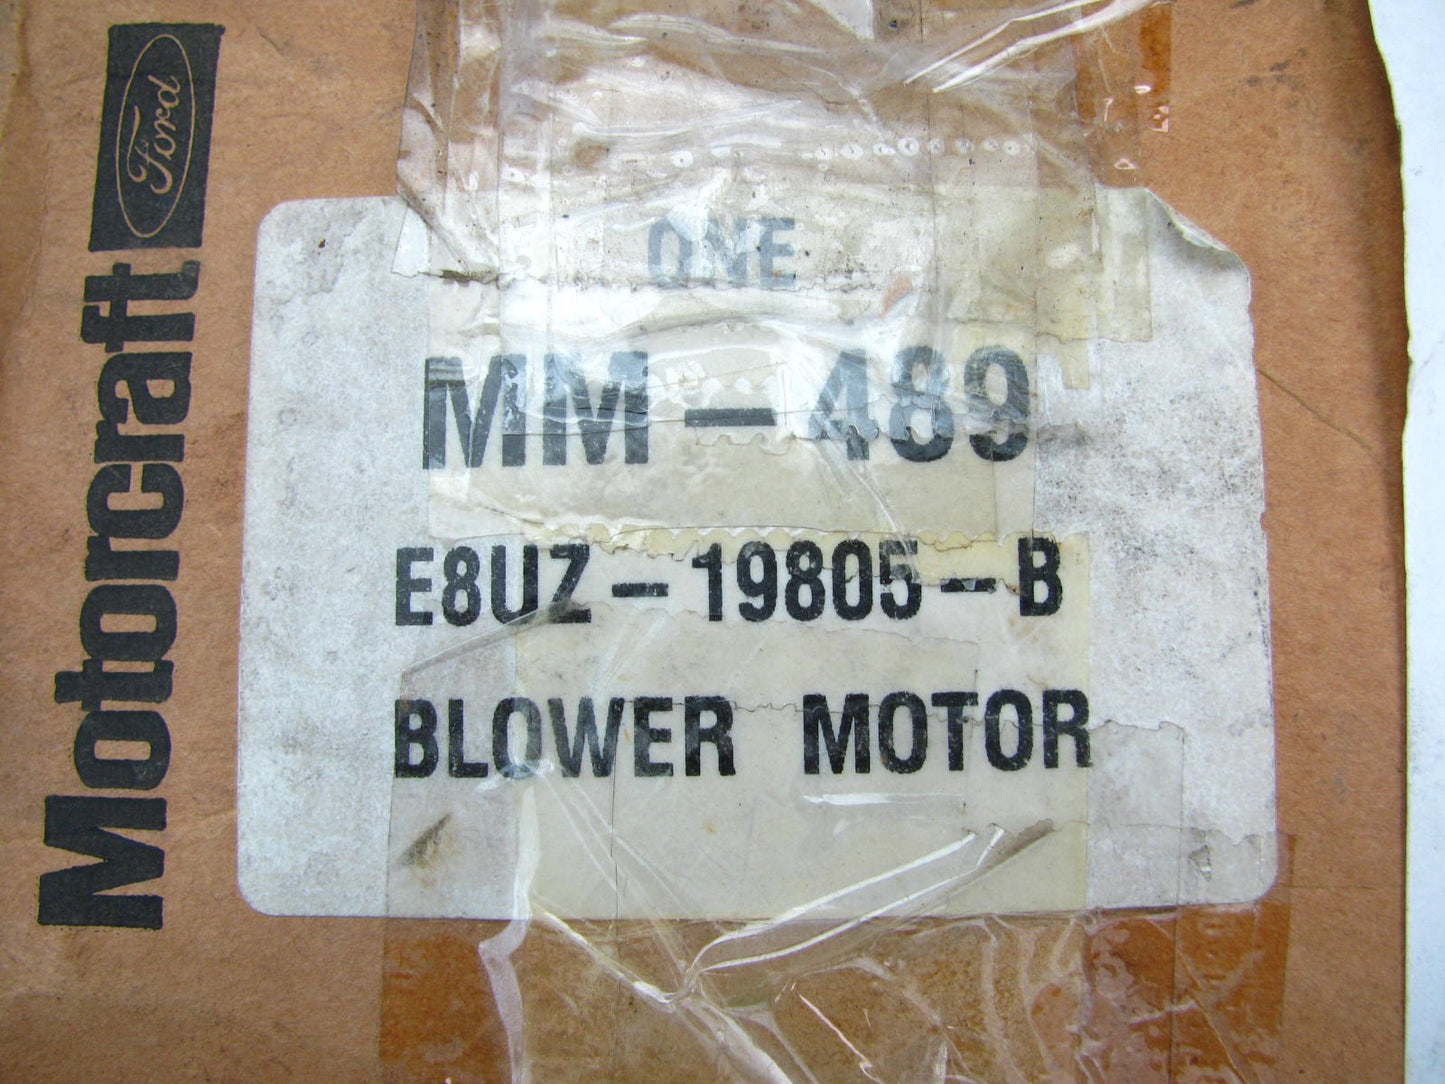 Motorcraft Ford
ONE
MM-489
E8UZ-19805-B
BLOWER MOTOR